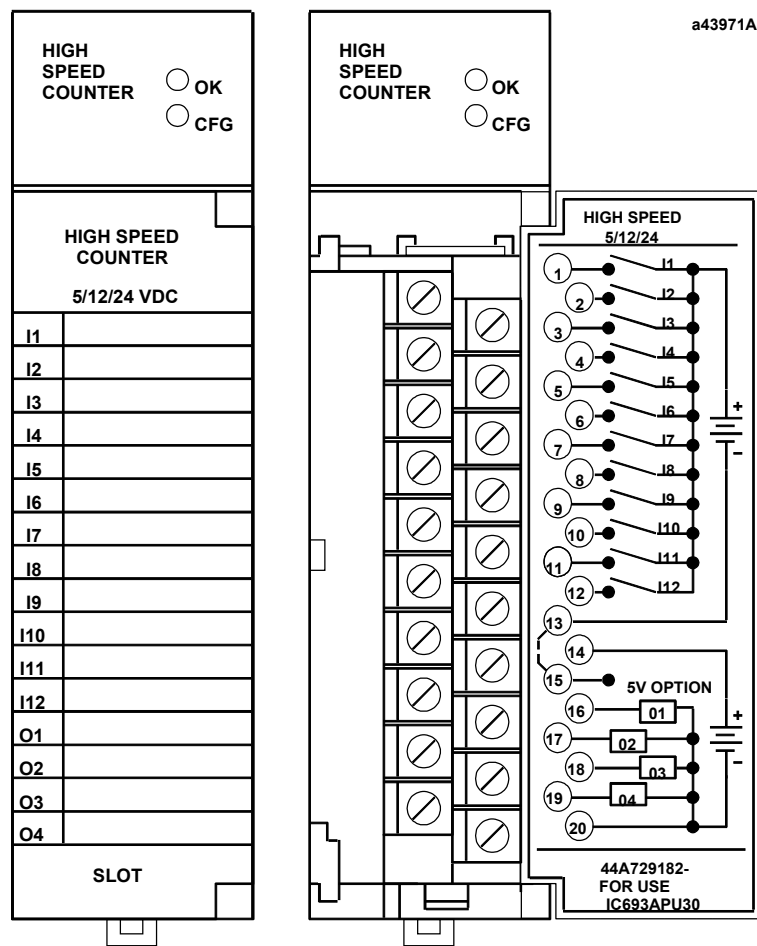 a43971A
HIGH
SPEED
COUNTER
OK
CFG
HIGH SPEED
COUNTER
5/12/24 VDC
I1
I2
I3
I4
I5
I6
I7
I8
I9
I10
I11
I12
O1
O2
O3
O4
SLOT
HIGH
SPEED
COUNTER
OK
CFG
HIGH SPEED
5/12/24
1 I1
2 I2
3 I3
4 I4
5 I5
6 I6
7 I7
8 I8
9 I9
10 I10
11 I11
12 I12
+
−
13
14
15
5V OPTION
16 01
17 02
18 03
19 04
20
+
−
44A729182-
FOR USE
IC693APU30